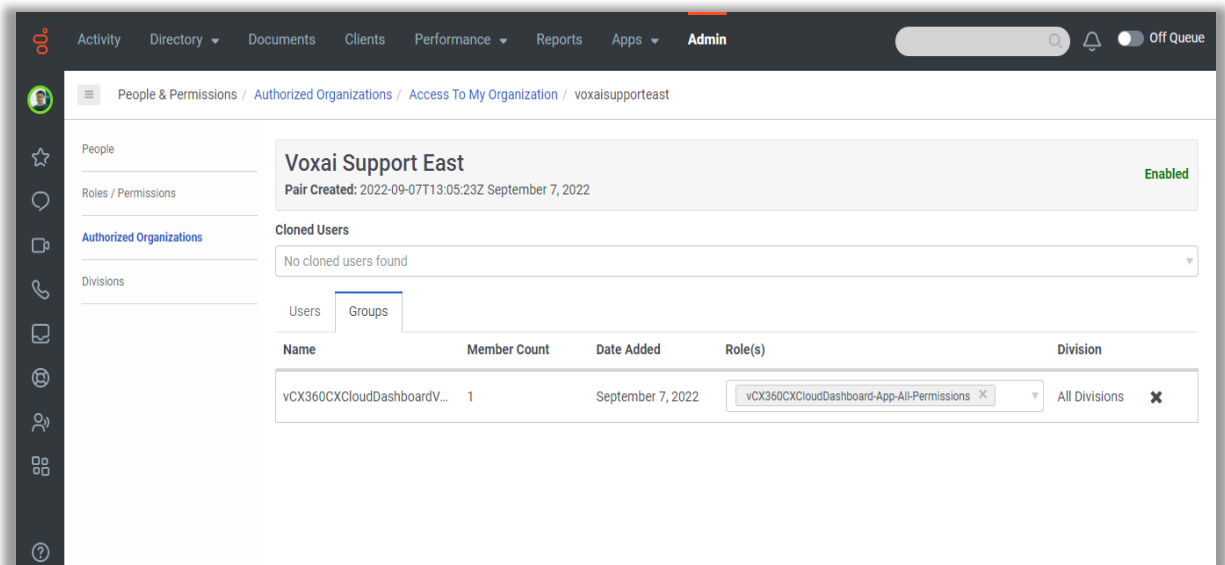 Activity Directory Documents Clients Performance Reports Apps Admin Off Queue
People & Permissions / Authorized Organizations / Access To My Organization / voxaisupporteast
People
Roles / Permissions
Authorized Organizations
Divisions
Voxai Support East
Enabled
Pair Created: 2022-09-07T13:05:23Z September 7, 2022
Cloned Users
No cloned users found
Users Groups
Name Member Count Date Added Role(s) Division
vCX360CXCloudDashboardV... 1 September 7, 2022 vCX360CXCloudDashboard-App-All-Permissions All Divisions